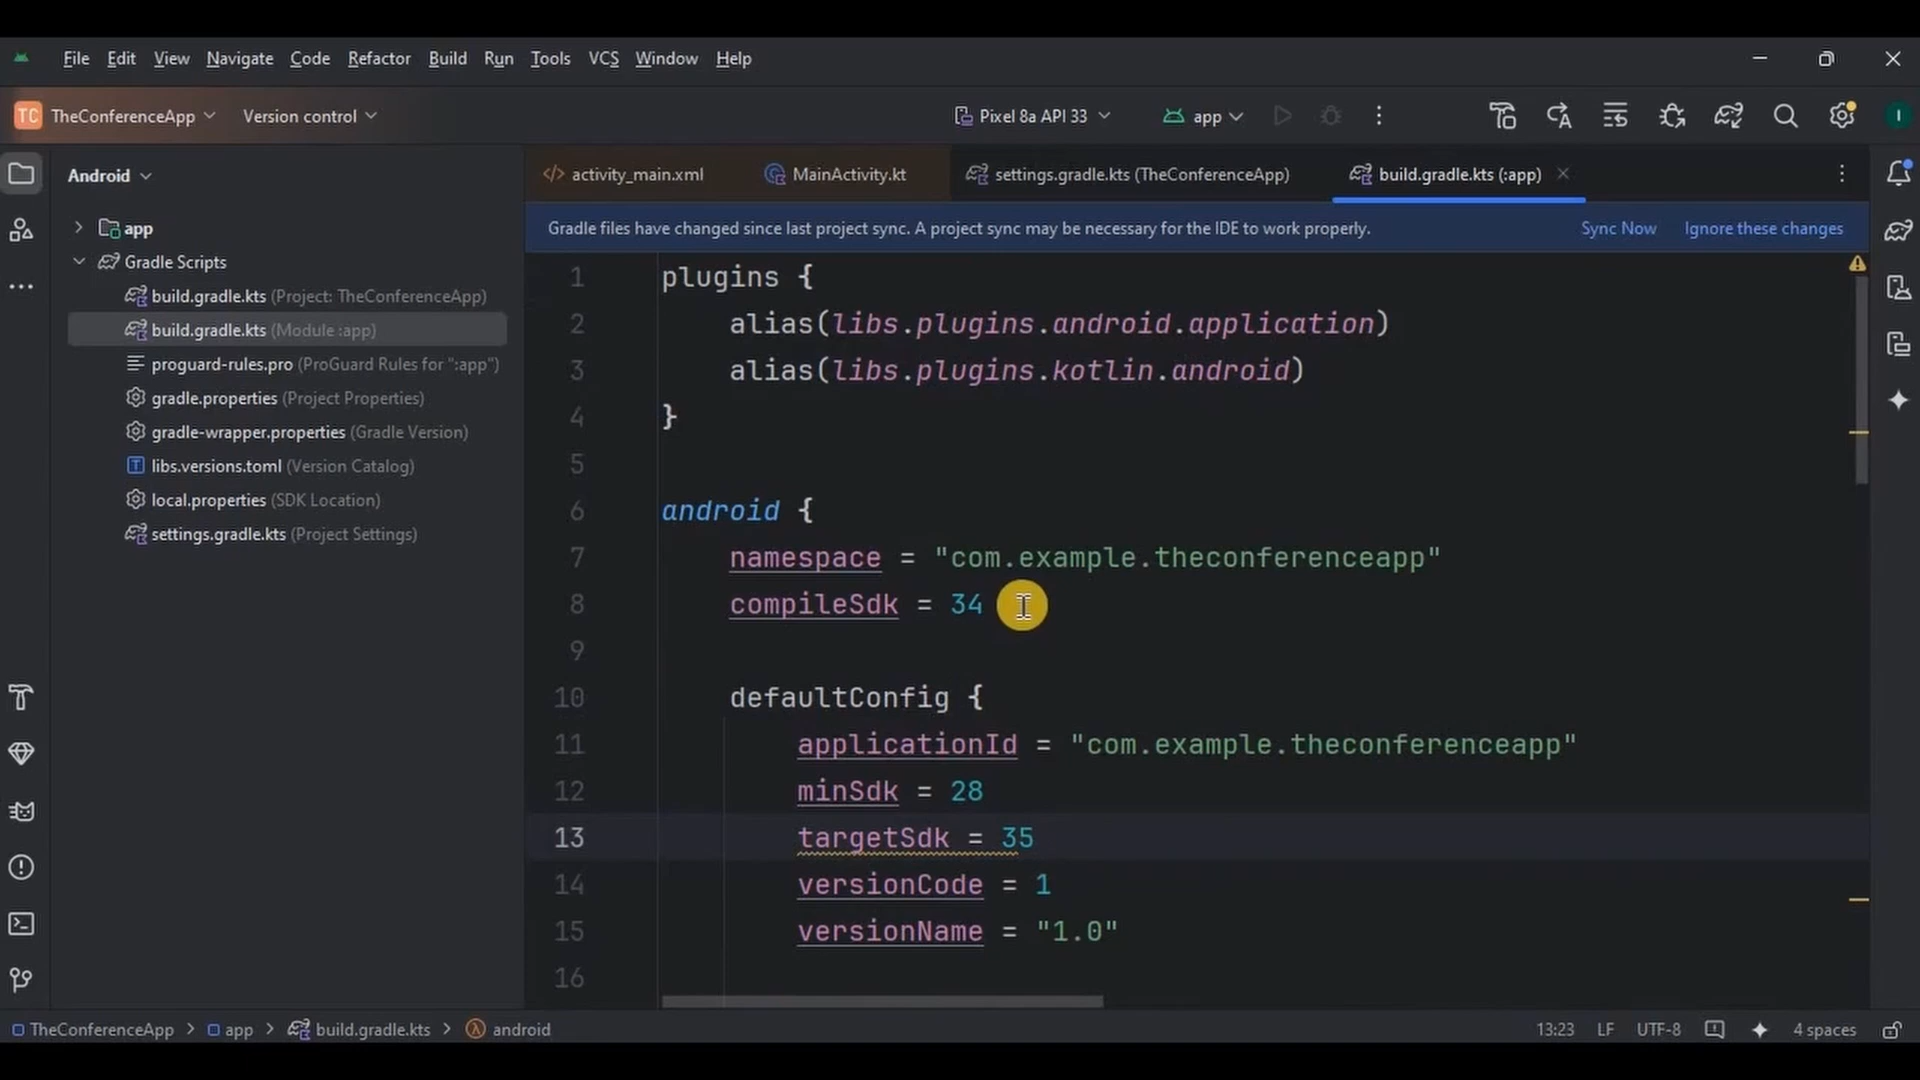 File Edit View Navigate Code Refactor Build Run Tools VCS Window Help
TC TheConferenceApp Version control Pixel 8a API 33 app I
Android
activity_main.xml MainActivity.kt settings.gradle.kts (TheConferenceApp) build.gradle.kts (:app)
app
Gradle Scripts
build.gradle.kts (Project: TheConferenceApp)
build.gradle.kts (Module :app)
proguard-rules.pro (ProGuard Rules for ":app")
gradle.properties (Project Properties)
gradle-wrapper.properties (Gradle Version)
libs.versions.toml (Version Catalog)
local.properties (SDK Location)
settings.gradle.kts (Project Settings)
Gradle files have changed since last project sync. A project sync may be necessary for the IDE to work properly. Sync Now Ignore these changes
1 plugins {
2 alias(libs.plugins.android.application)
3 alias(libs.plugins.kotlin.android)
4 }
5
6 android {
7 namespace = "com.example.theconferenceapp"
8 compileSdk = 34
9
10 defaultConfig {
11 applicationId = "com.example.theconferenceapp"
12 minSdk = 28
13 targetSdk = 35
14 versionCode = 1
15 versionName = "1.0"
16
TheConferenceApp > app > build.gradle.kts > android 13:23 LF UTF-8 4 spaces